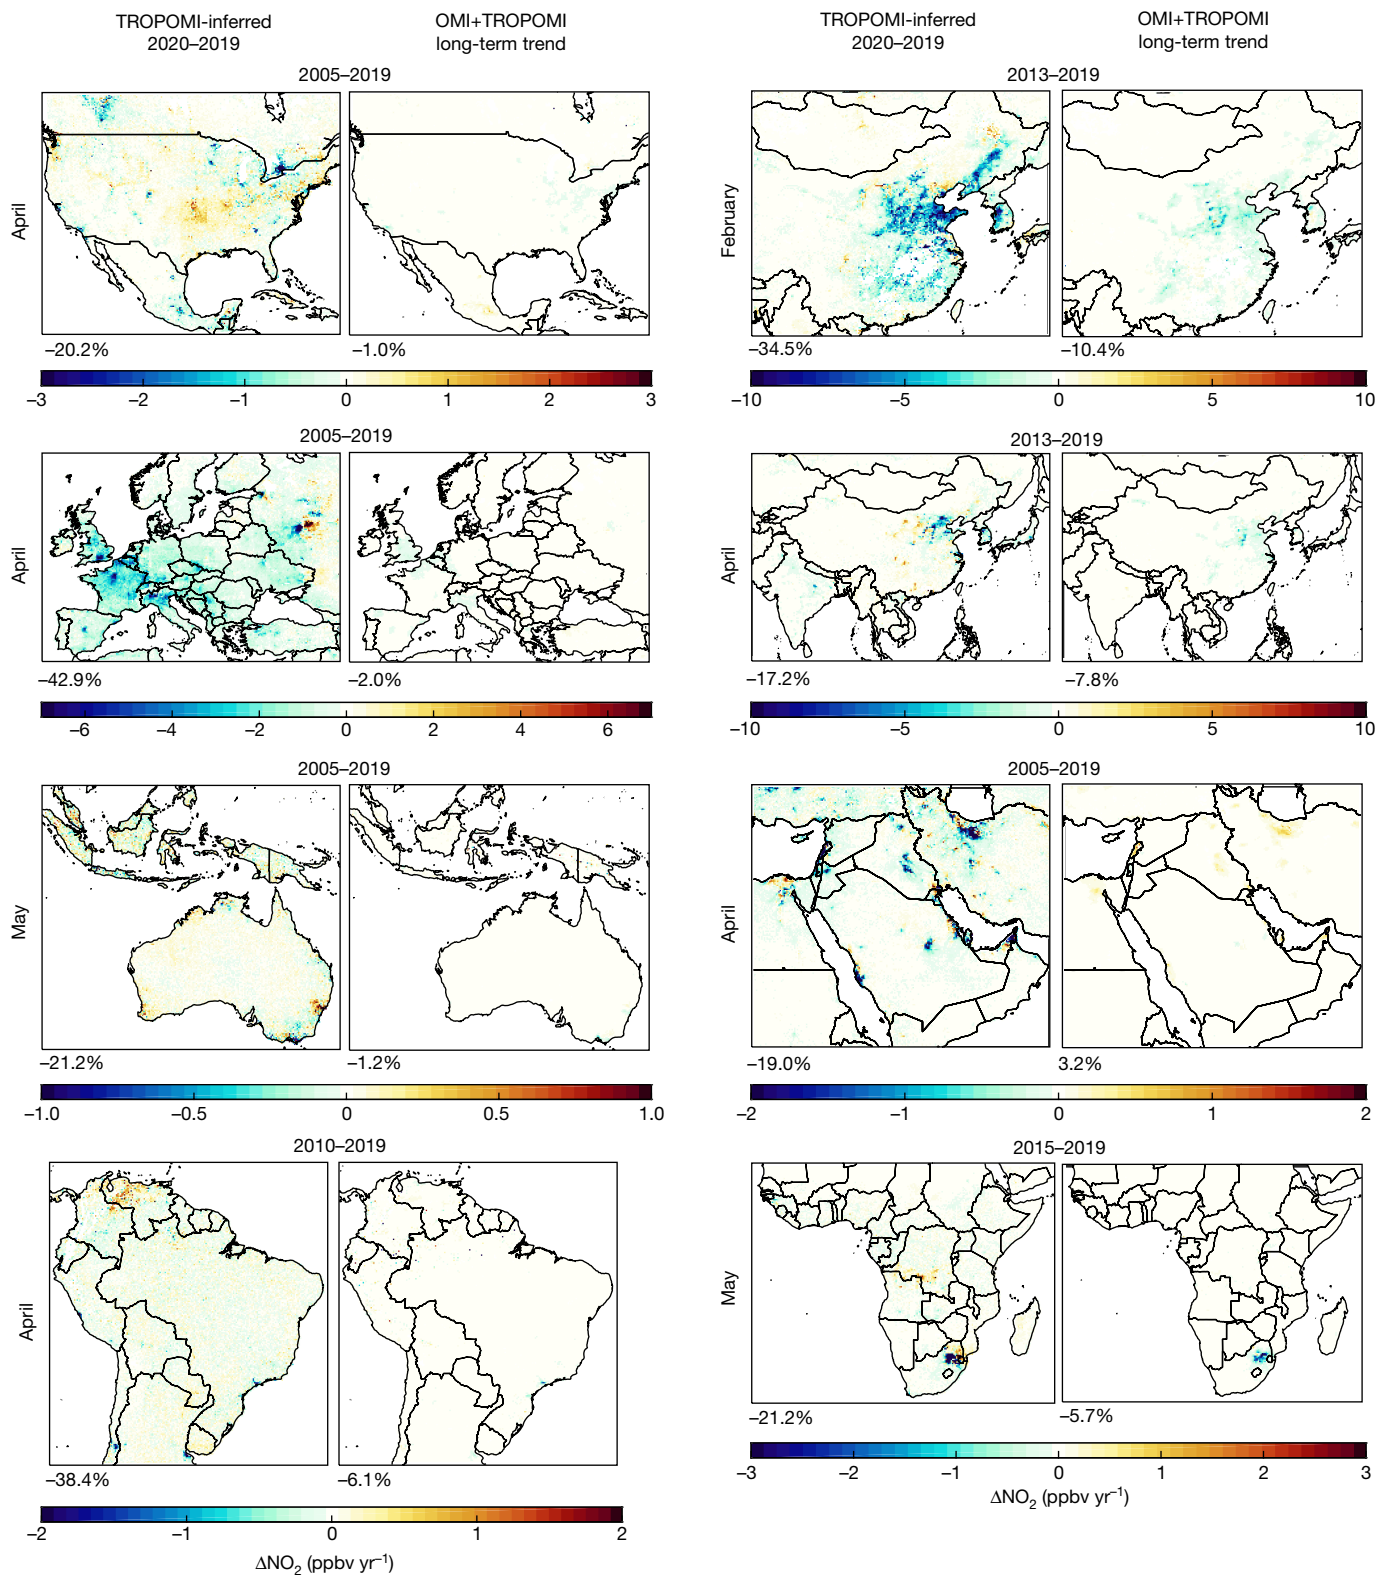 TROPOMI-inferred
2020–2019
OMI+TROPOMI
long-term trend
2005–2019
April
−20.2%
−1.0%
−3 −2 −1 0 1 2 3
2005–2019
April
−42.9%
−2.0%
−6 −4 −2 0 2 4 6
2005–2019
May
−21.2%
−1.2%
−1.0 −0.5 0 0.5 1.0
2010–2019
April
−38.4%
−6.1%
−2 −1 0 1 2
ΔNO₂ (ppbv yr⁻¹)
TROPOMI-inferred
2020–2019
OMI+TROPOMI
long-term trend
2013–2019
February
−34.5%
−10.4%
−10 −5 0 5 10
2013–2019
April
−17.2%
−7.8%
−10 −5 0 5 10
2005–2019
April
−19.0%
3.2%
−2 −1 0 1 2
2015–2019
May
−21.2%
−5.7%
−3 −2 −1 0 1 2 3
ΔNO₂ (ppbv yr⁻¹)